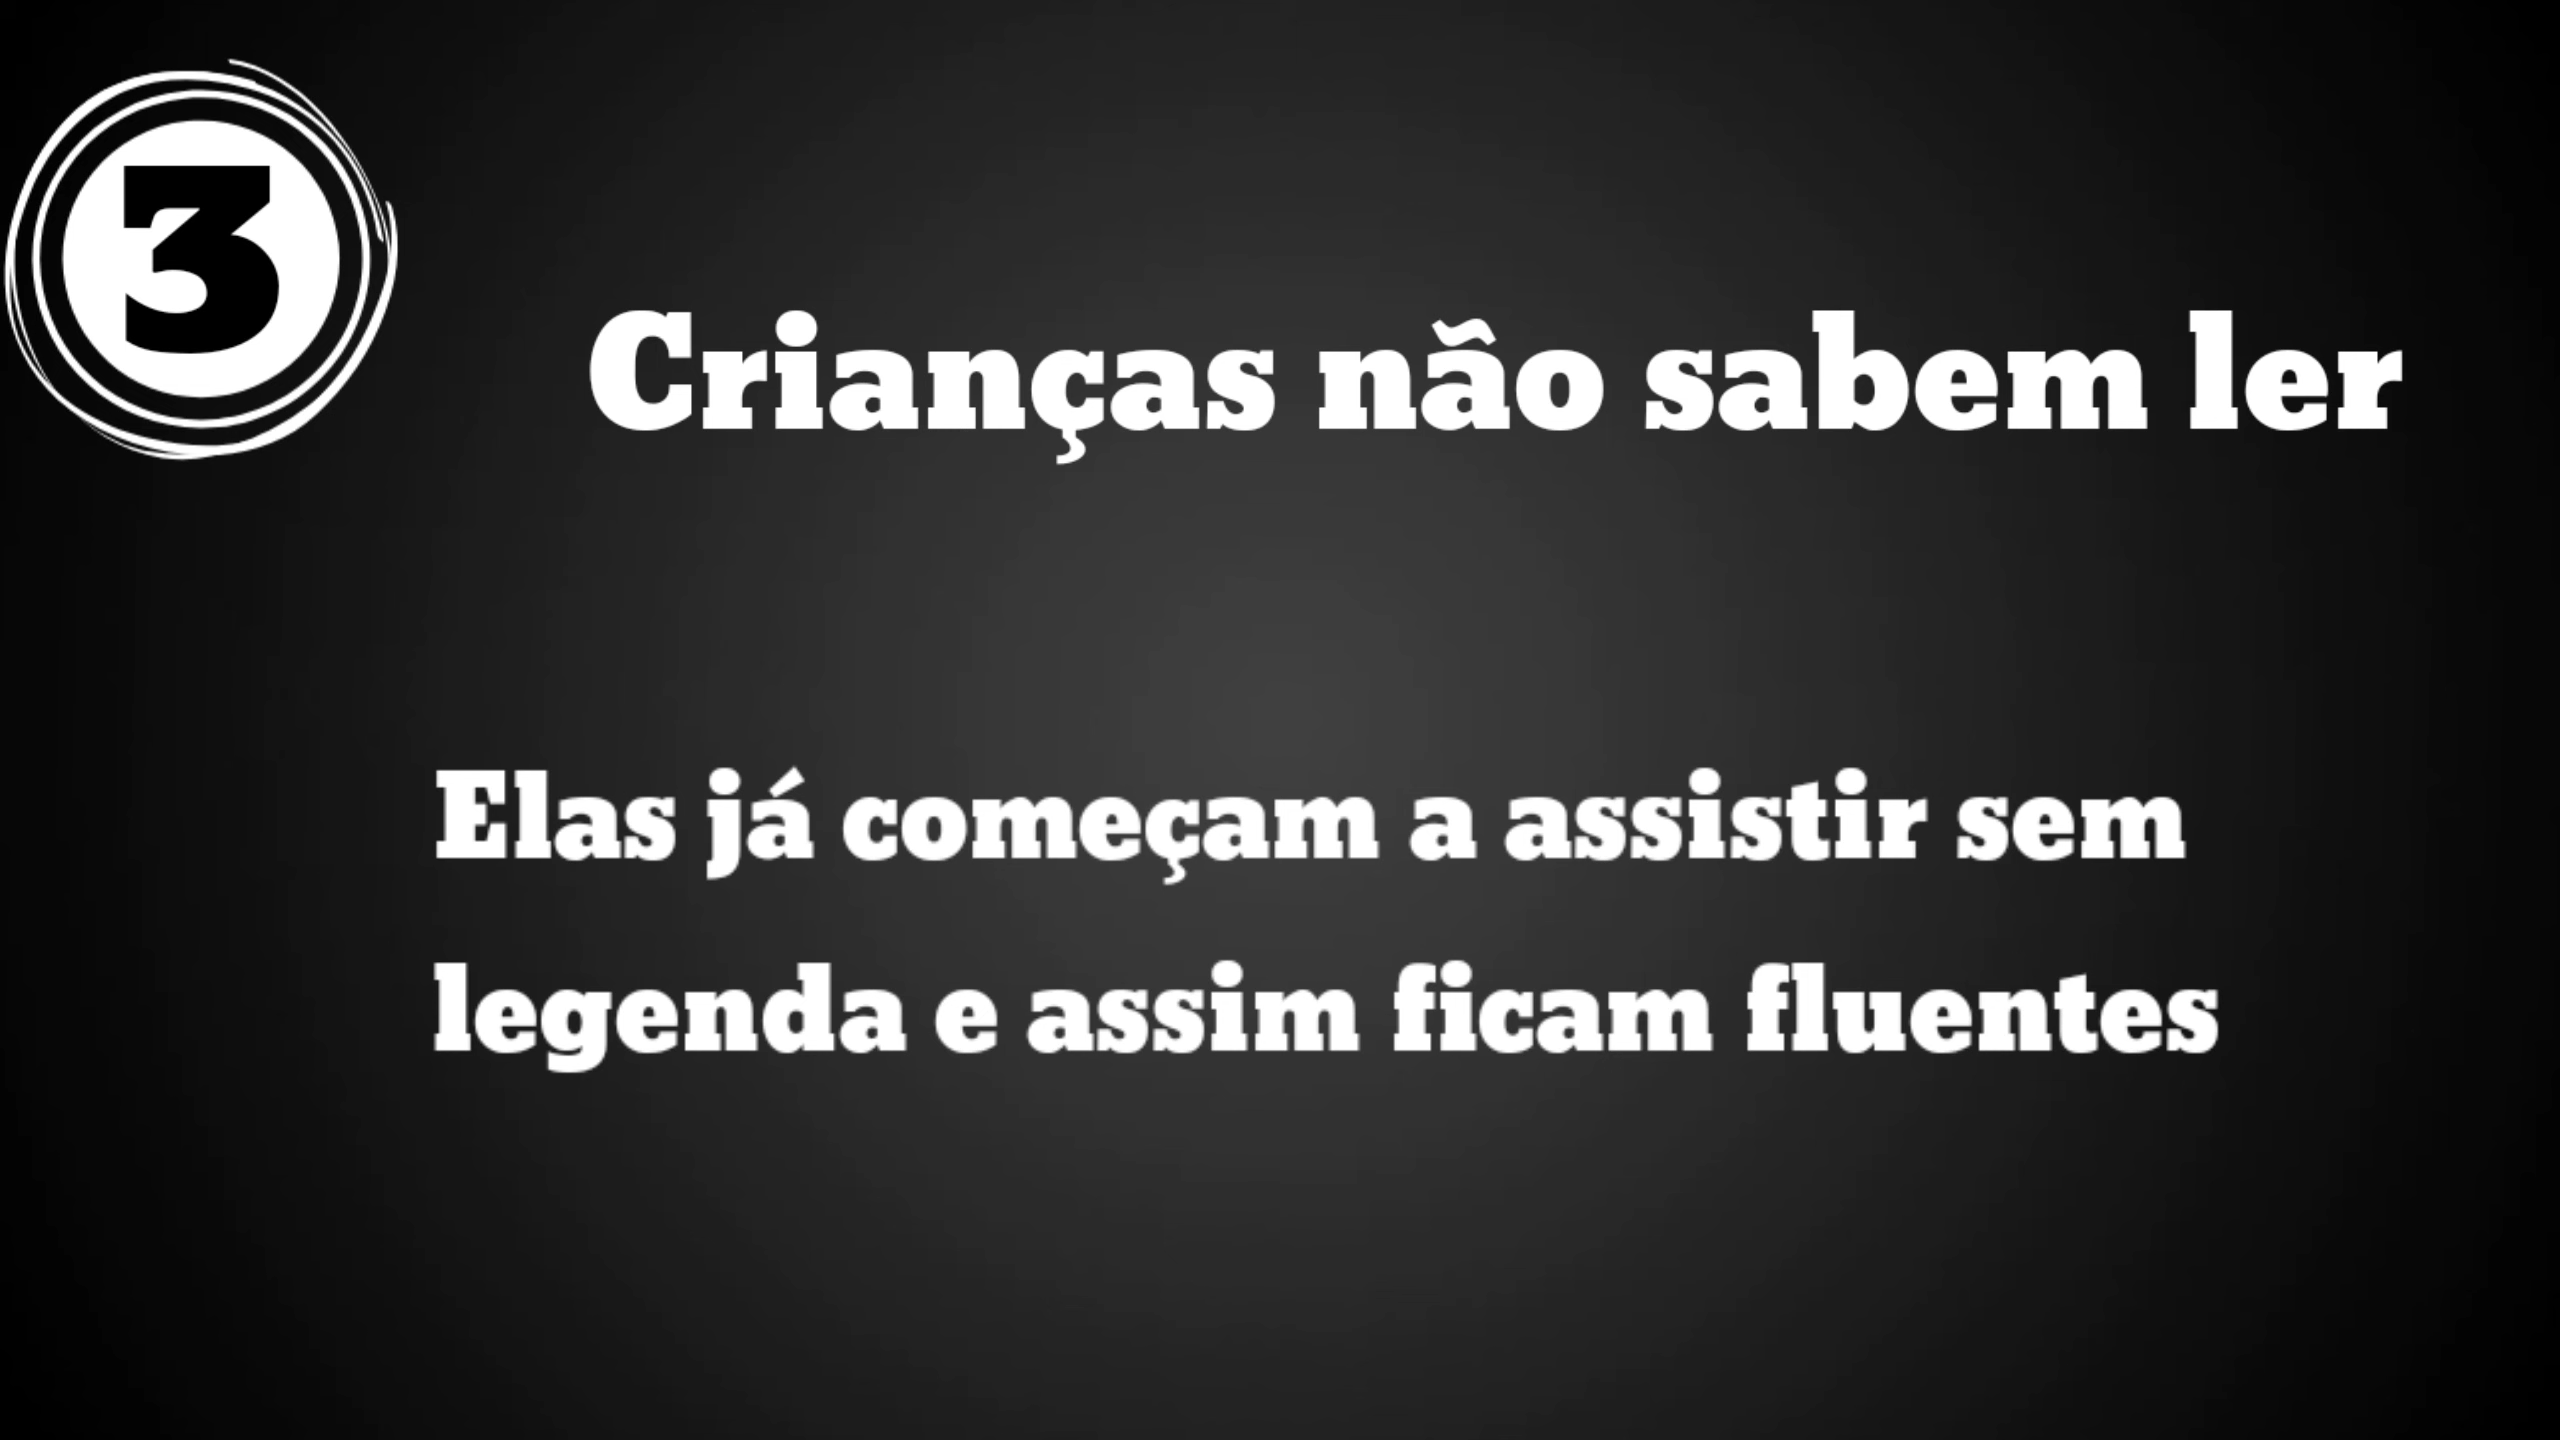 3
Crianças não sabem ler
Elas já começam a assistir sem
legenda e assim ficam fluentes